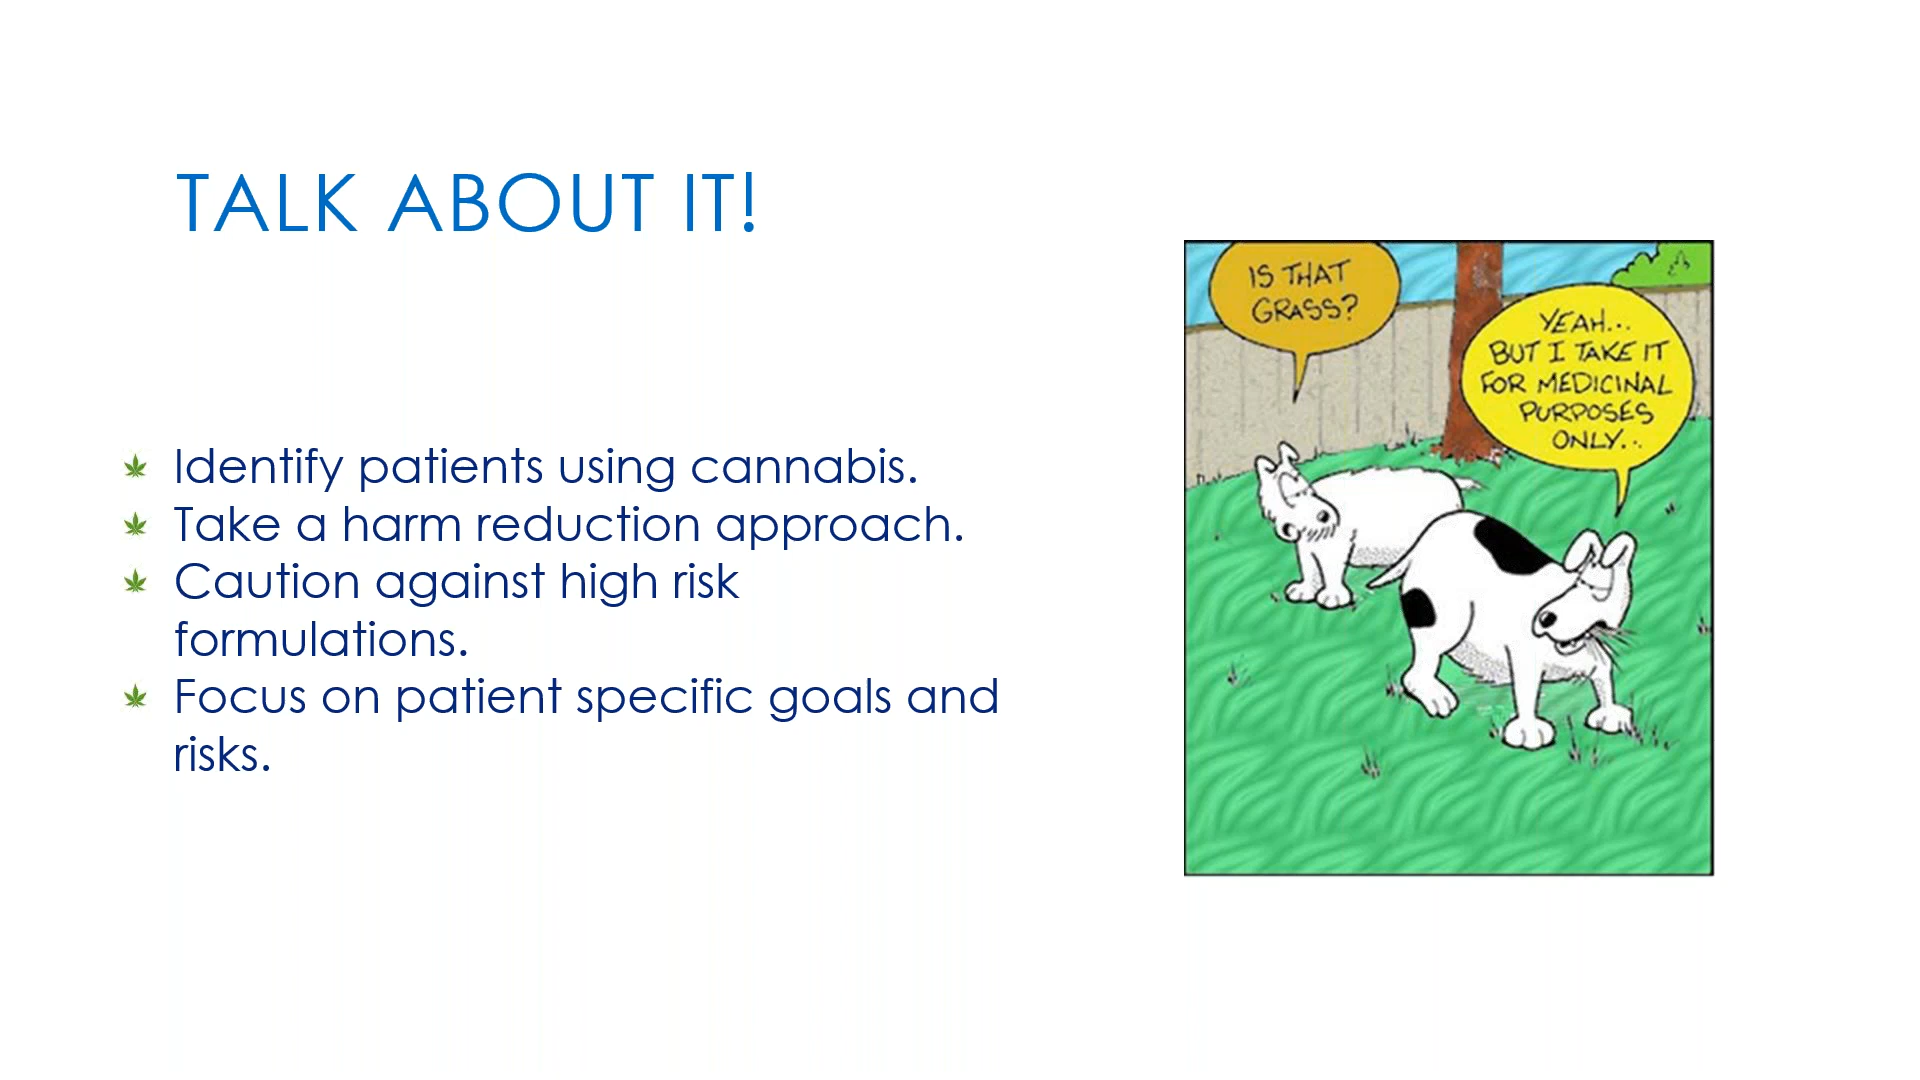 TALK ABOUT IT!
Identify patients using cannabis.
Take a harm reduction approach.
Caution against high risk
formulations.
Focus on patient specific goals and
risks.
IS THAT
GRASS?
YEAH...
BUT I TAKE IT
FOR MEDICINAL
PURPOSES
ONLY...